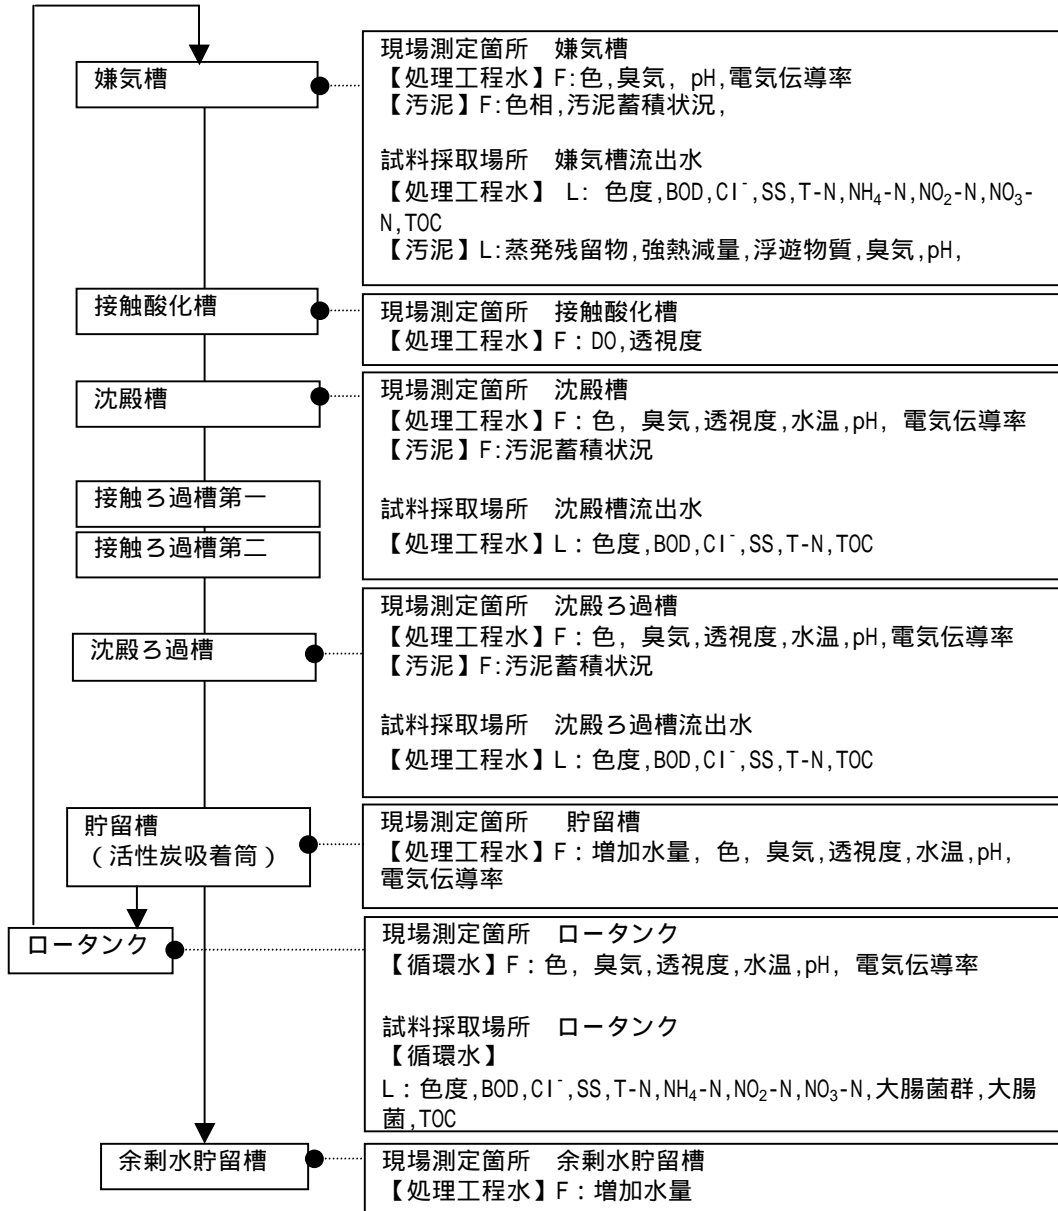 嫌気槽
現場測定箇所　嫌気槽
【処理工程水】F:色,臭気, pH,電気伝導率
【汚泥】F:色相,汚泥蓄積状況,
試料採取場所　嫌気槽流出水
【処理工程水】 L: 色度,BOD,Cl⁻,SS,T-N,NH₄-N,NO₂-N,NO₃-
N,TOC
【汚泥】L:蒸発残留物,強熱減量,浮遊物質,臭気,pH,
接触酸化槽
現場測定箇所　接触酸化槽
【処理工程水】F：DO,透視度
沈殿槽
現場測定箇所　沈殿槽
【処理工程水】F：色, 臭気,透視度,水温,pH, 電気伝導率
【汚泥】F:汚泥蓄積状況
試料採取場所　沈殿槽流出水
【処理工程水】L：色度,BOD,Cl⁻,SS,T-N,TOC
接触ろ過槽第一
接触ろ過槽第二
沈殿ろ過槽
現場測定箇所　沈殿ろ過槽
【処理工程水】F：色, 臭気,透視度,水温,pH,電気伝導率
【汚泥】F:汚泥蓄積状況
試料採取場所　沈殿ろ過槽流出水
【処理工程水】L：色度,BOD,Cl⁻,SS,T-N,TOC
貯留槽
（活性炭吸着筒）
現場測定箇所　貯留槽
【処理工程水】F：増加水量, 色, 臭気,透視度,水温,pH,
電気伝導率
ロータンク
現場測定箇所　ロータンク
【循環水】F：色, 臭気,透視度,水温,pH, 電気伝導率
試料採取場所　ロータンク
【循環水】
L：色度,BOD,Cl⁻,SS,T-N,NH₄-N,NO₂-N,NO₃-N,大腸菌群,大腸
菌,TOC
余剰水貯留槽
現場測定箇所　余剰水貯留槽
【処理工程水】F：増加水量